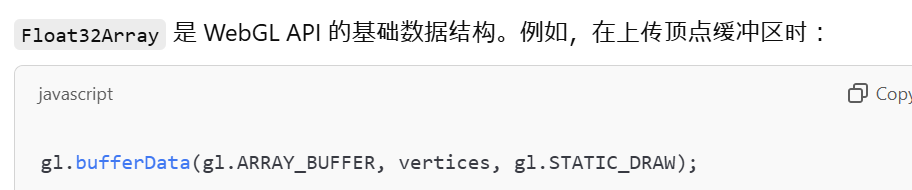 Float32Array 是 WebGL API 的基础数据结构。例如，在上传顶点缓冲区时：
javascript
Copy
gl.bufferData(gl.ARRAY_BUFFER, vertices, gl.STATIC_DRAW);